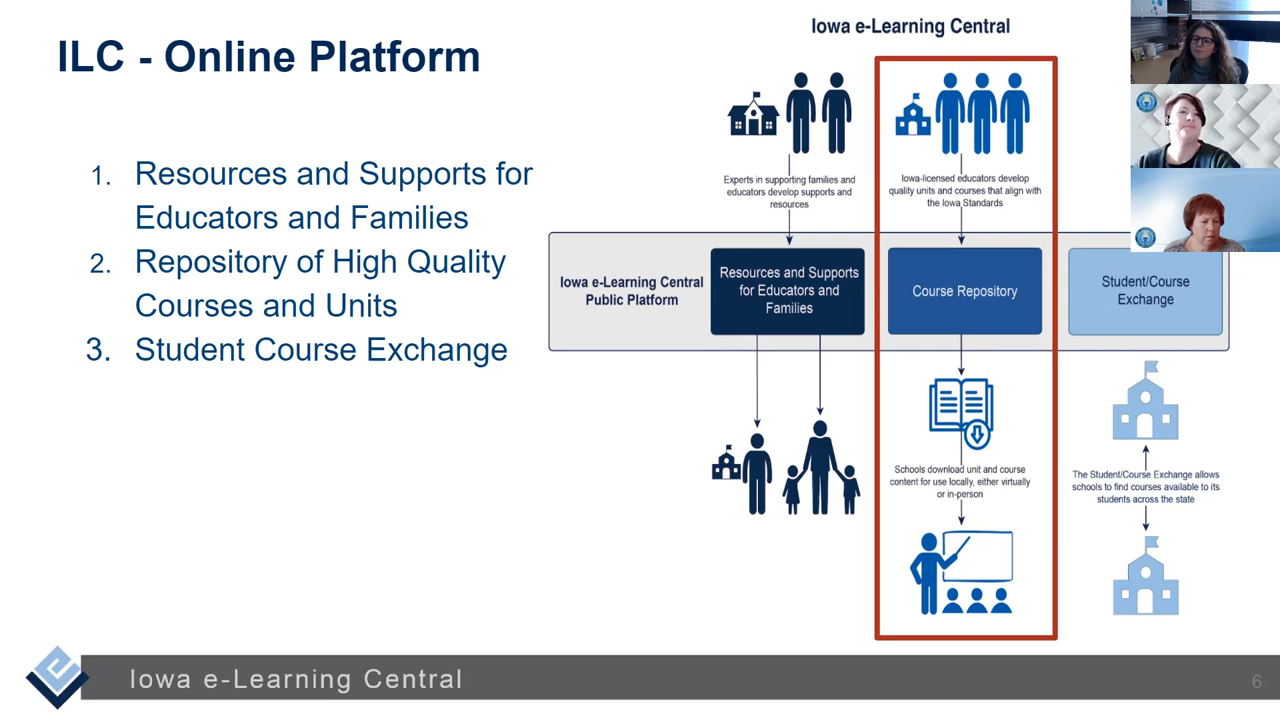 ILC - Online Platform
1. Resources and Supports for
Educators and Families
2. Repository of High Quality
Courses and Units
3. Student Course Exchange
Iowa e-Learning Central
Experts in supporting families and
educators develop supports and
resources
Iowa-licensed educators develop
quality units and courses that align with
the Iowa Standards
Iowa e-Learning Central
Public Platform
Resources and Supports
for Educators and
Families
Course Repository
Student/Course
Exchange
Schools download unit and course
content for use locally, either virtually
or in-person
The Student/Course Exchange allows
schools to find courses available to its
students across the state
Iowa e-Learning Central
6